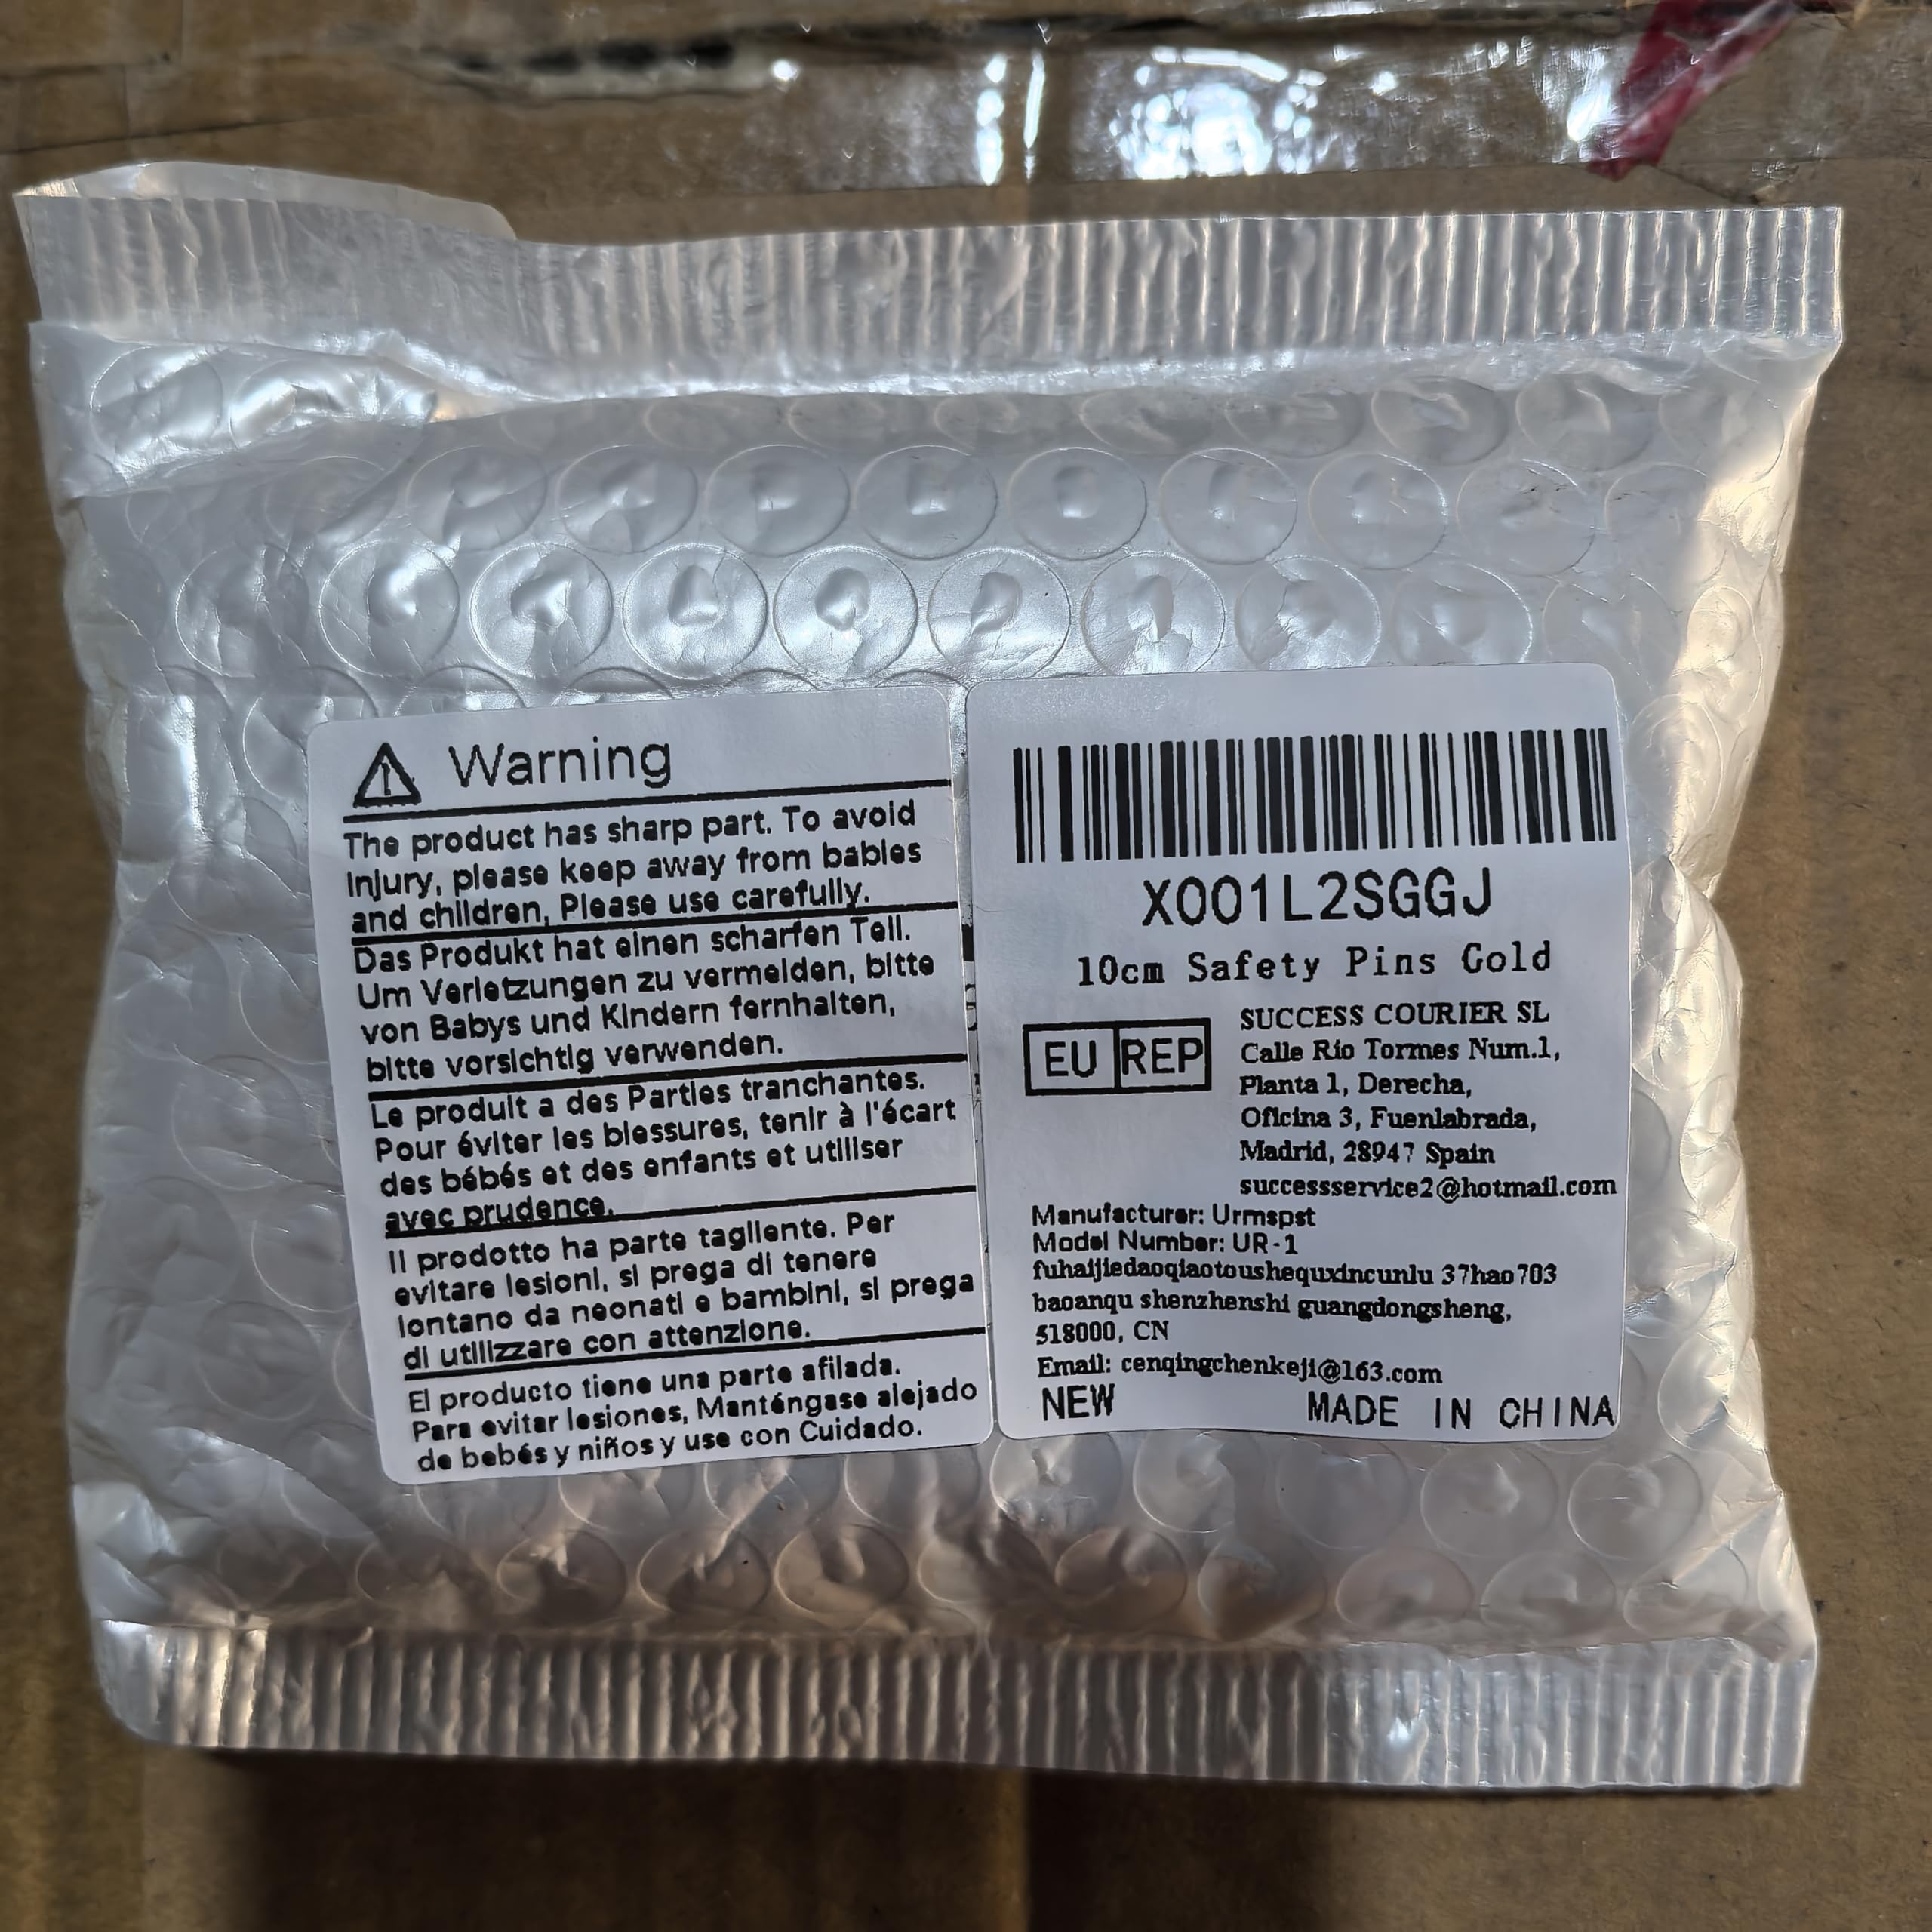 Warning
The product has sharp part. To avoid
Injury, please keep away from babies
and children, Please use carefully.
Das Produkt hat einen scharfen Teil.
Um Verletzungen zu vermeiden, bitte
von Babys und Kindern fernhalten,
bitte vorsichtig verwenden.
Le produit a des Parties tranchantes.
Pour éviter les blessures, tenir à l'écart
des bébés et des enfants et utiliser
avec prudence.
Il prodotto ha parte tagliente. Per
evitare lesioni, si prega di tenere
lontano da neonati e bambini, si prega
di utilizzare con attenzione.
El producto tiene una parte afilada.
Para evitar lesiones, Manténgase alejado
de bebés y niños y use con Cuidado.
X001L2SGGJ
10cm Safety Pins Gold
EU REP
SUCCESS COURIER SL
Calle Rio Tormes Num.1,
Planta 1, Derecha,
Oficina 3, Fuenlabrada,
Madrid, 28947 Spain
successservice2@hotmail.com
Manufacturer: Urmspst
Model Number: UR-1
fuhaijiedaoqiaotoushequxincunlu 37hao703
baoanqu shenzhenshi guangdongsheng,
518000, CN
Email: cenqingchenkeji@163.com
NEW MADE IN CHINA